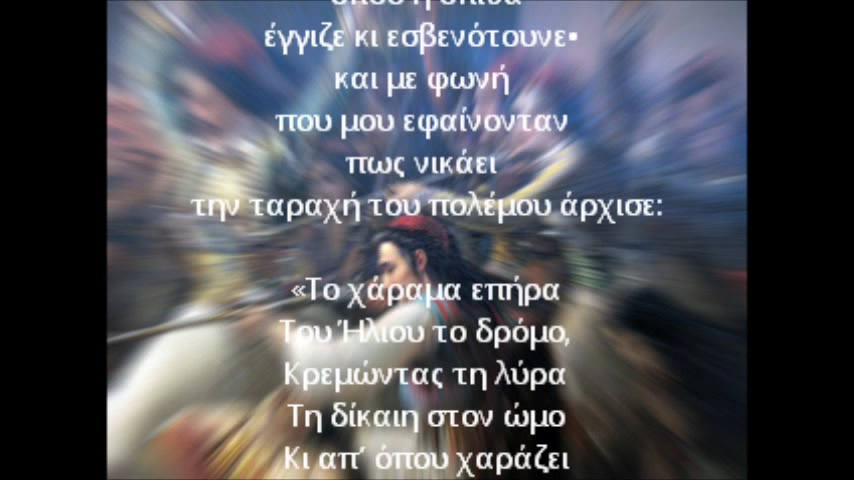 έγγιζε κι εσβενότουνε•
και με φωνή
που μου εφαίνονταν
πως νικάει
την ταραχή του πολέμου άρχισε:
«Το χάραμα επήρα
Του Ήλιου το δρόμο,
Κρεμώντας τη λύρα
Τη δίκαιη στον ώμο
Κι απ’ όπου χαράζει